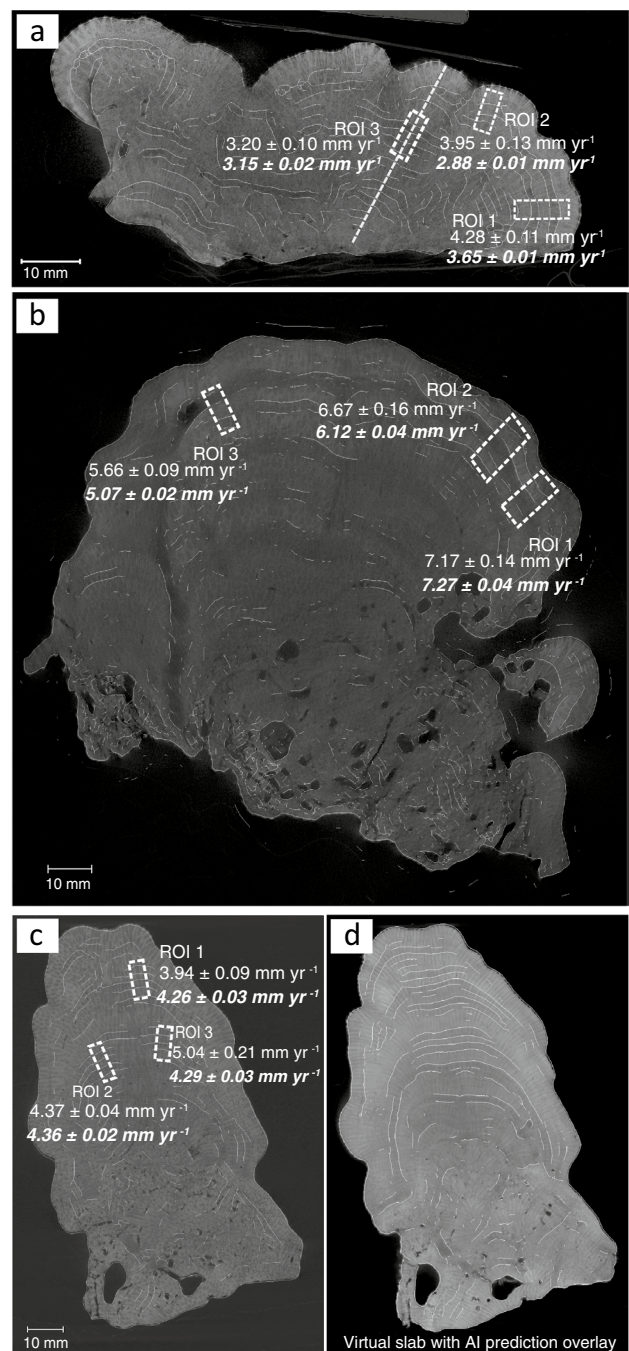 a
ROI 3
3.20 ± 0.10 mm yr⁻¹
3.15 ± 0.02 mm yr⁻¹
ROI 2
3.95 ± 0.13 mm yr⁻¹
2.88 ± 0.01 mm yr⁻¹
ROI 1
4.28 ± 0.11 mm yr⁻¹
3.65 ± 0.01 mm yr⁻¹
10 mm
b
ROI 2
6.67 ± 0.16 mm yr⁻¹
6.12 ± 0.04 mm yr⁻¹
ROI 3
5.66 ± 0.09 mm yr⁻¹
5.07 ± 0.02 mm yr⁻¹
ROI 1
7.17 ± 0.14 mm yr⁻¹
7.27 ± 0.04 mm yr⁻¹
10 mm
c
ROI 1
3.94 ± 0.09 mm yr⁻¹
4.26 ± 0.03 mm yr⁻¹
ROI 3
5.04 ± 0.21 mm yr⁻¹
4.29 ± 0.03 mm yr⁻¹
ROI 2
4.37 ± 0.04 mm yr⁻¹
4.36 ± 0.02 mm yr⁻¹
10 mm
d
Virtual slab with AI prediction overlay